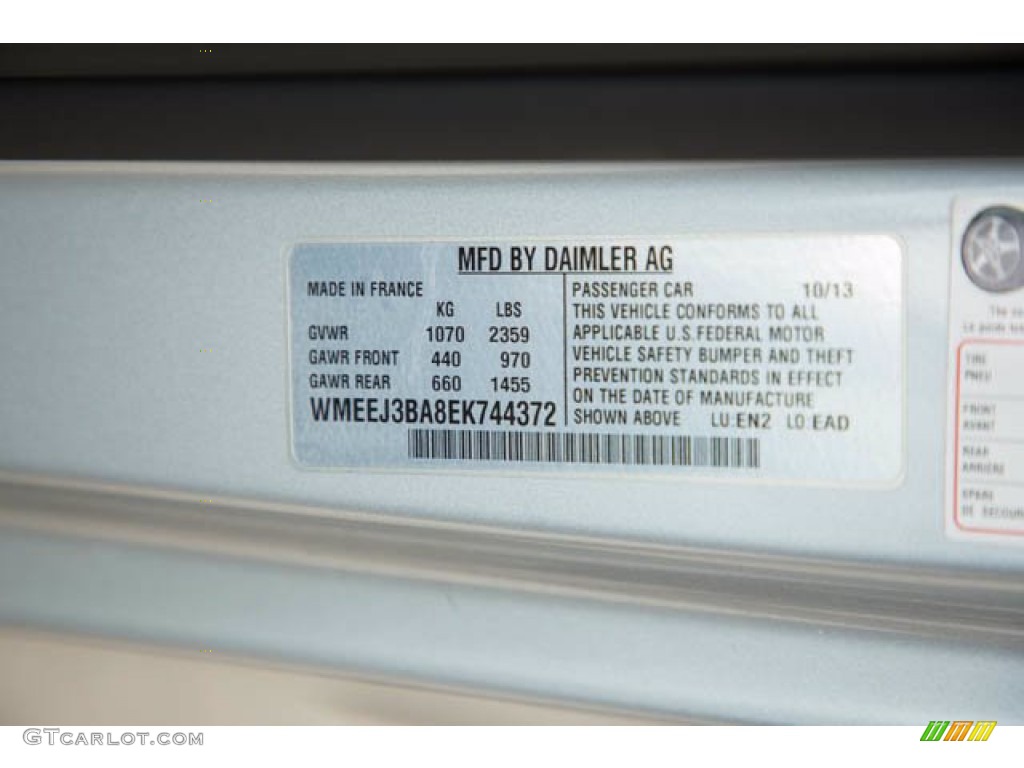 MFD BY DAIMLER AG
MADE IN FRANCE
KG LBS
GVWR 1070 2359
GAWR FRONT 440 970
GAWR REAR 660 1455
WMEEJ3BA8EK744372
PASSENGER CAR 10/13
THIS VEHICLE CONFORMS TO ALL
APPLICABLE U.S.FEDERAL MOTOR
VEHICLE SAFETY BUMPER AND THEFT
PREVENTION STANDARDS IN EFFECT
ON THE DATE OF MANUFACTURE
SHOWN ABOVE LU:EN2 LO:EAD
TIRE
PNEU
FRONT
AVANT
REAR
ARRIÈRE
SPARE
DE SECOURS
GTCARLOT.COM